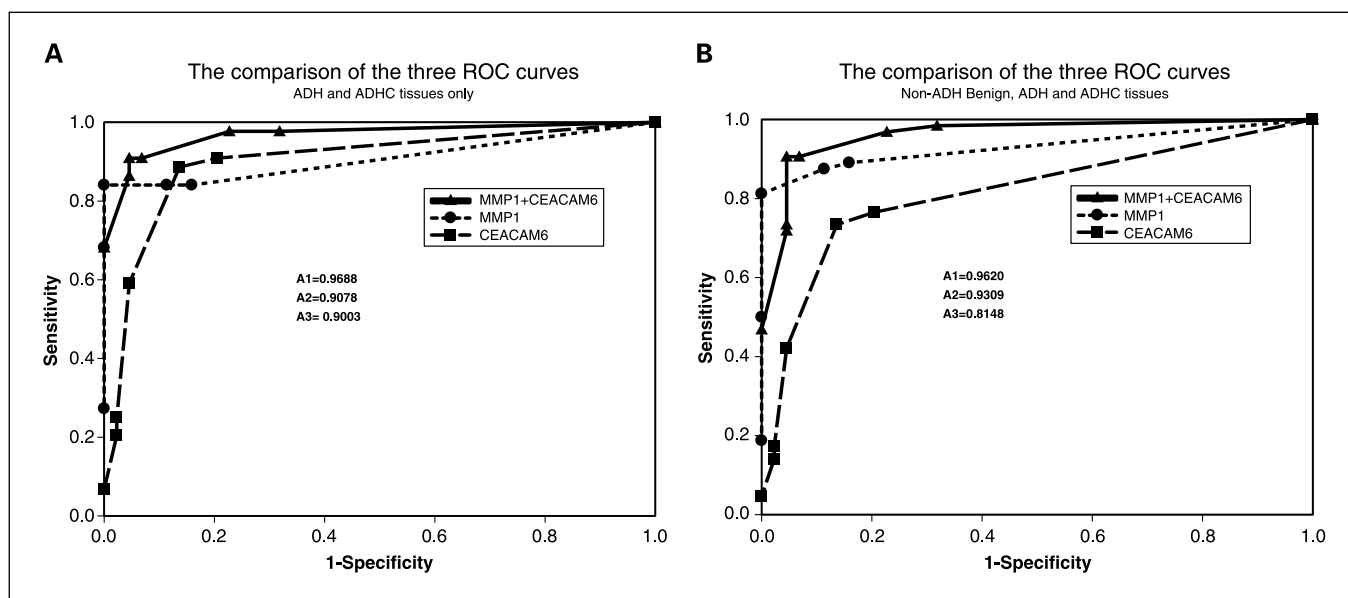 A
The comparison of the three ROC curves
ADH and ADHC tissues only
1.0
0.8
0.6
0.4
0.2
0.0
Sensitivity
MMP1+CEACAM6
MMP1
CEACAM6
A1=0.9688
A2=0.9078
A3= 0.9003
0.0 0.2 0.4 0.6 0.8 1.0
1-Specificity
B
The comparison of the three ROC curves
Non-ADH Benign, ADH and ADHC tissues
1.0
0.8
0.6
0.4
0.2
0.0
Sensitivity
MMP1+CEACAM6
MMP1
CEACAM6
A1=0.9620
A2=0.9309
A3=0.8148
0.0 0.2 0.4 0.6 0.8 1.0
1-Specificity